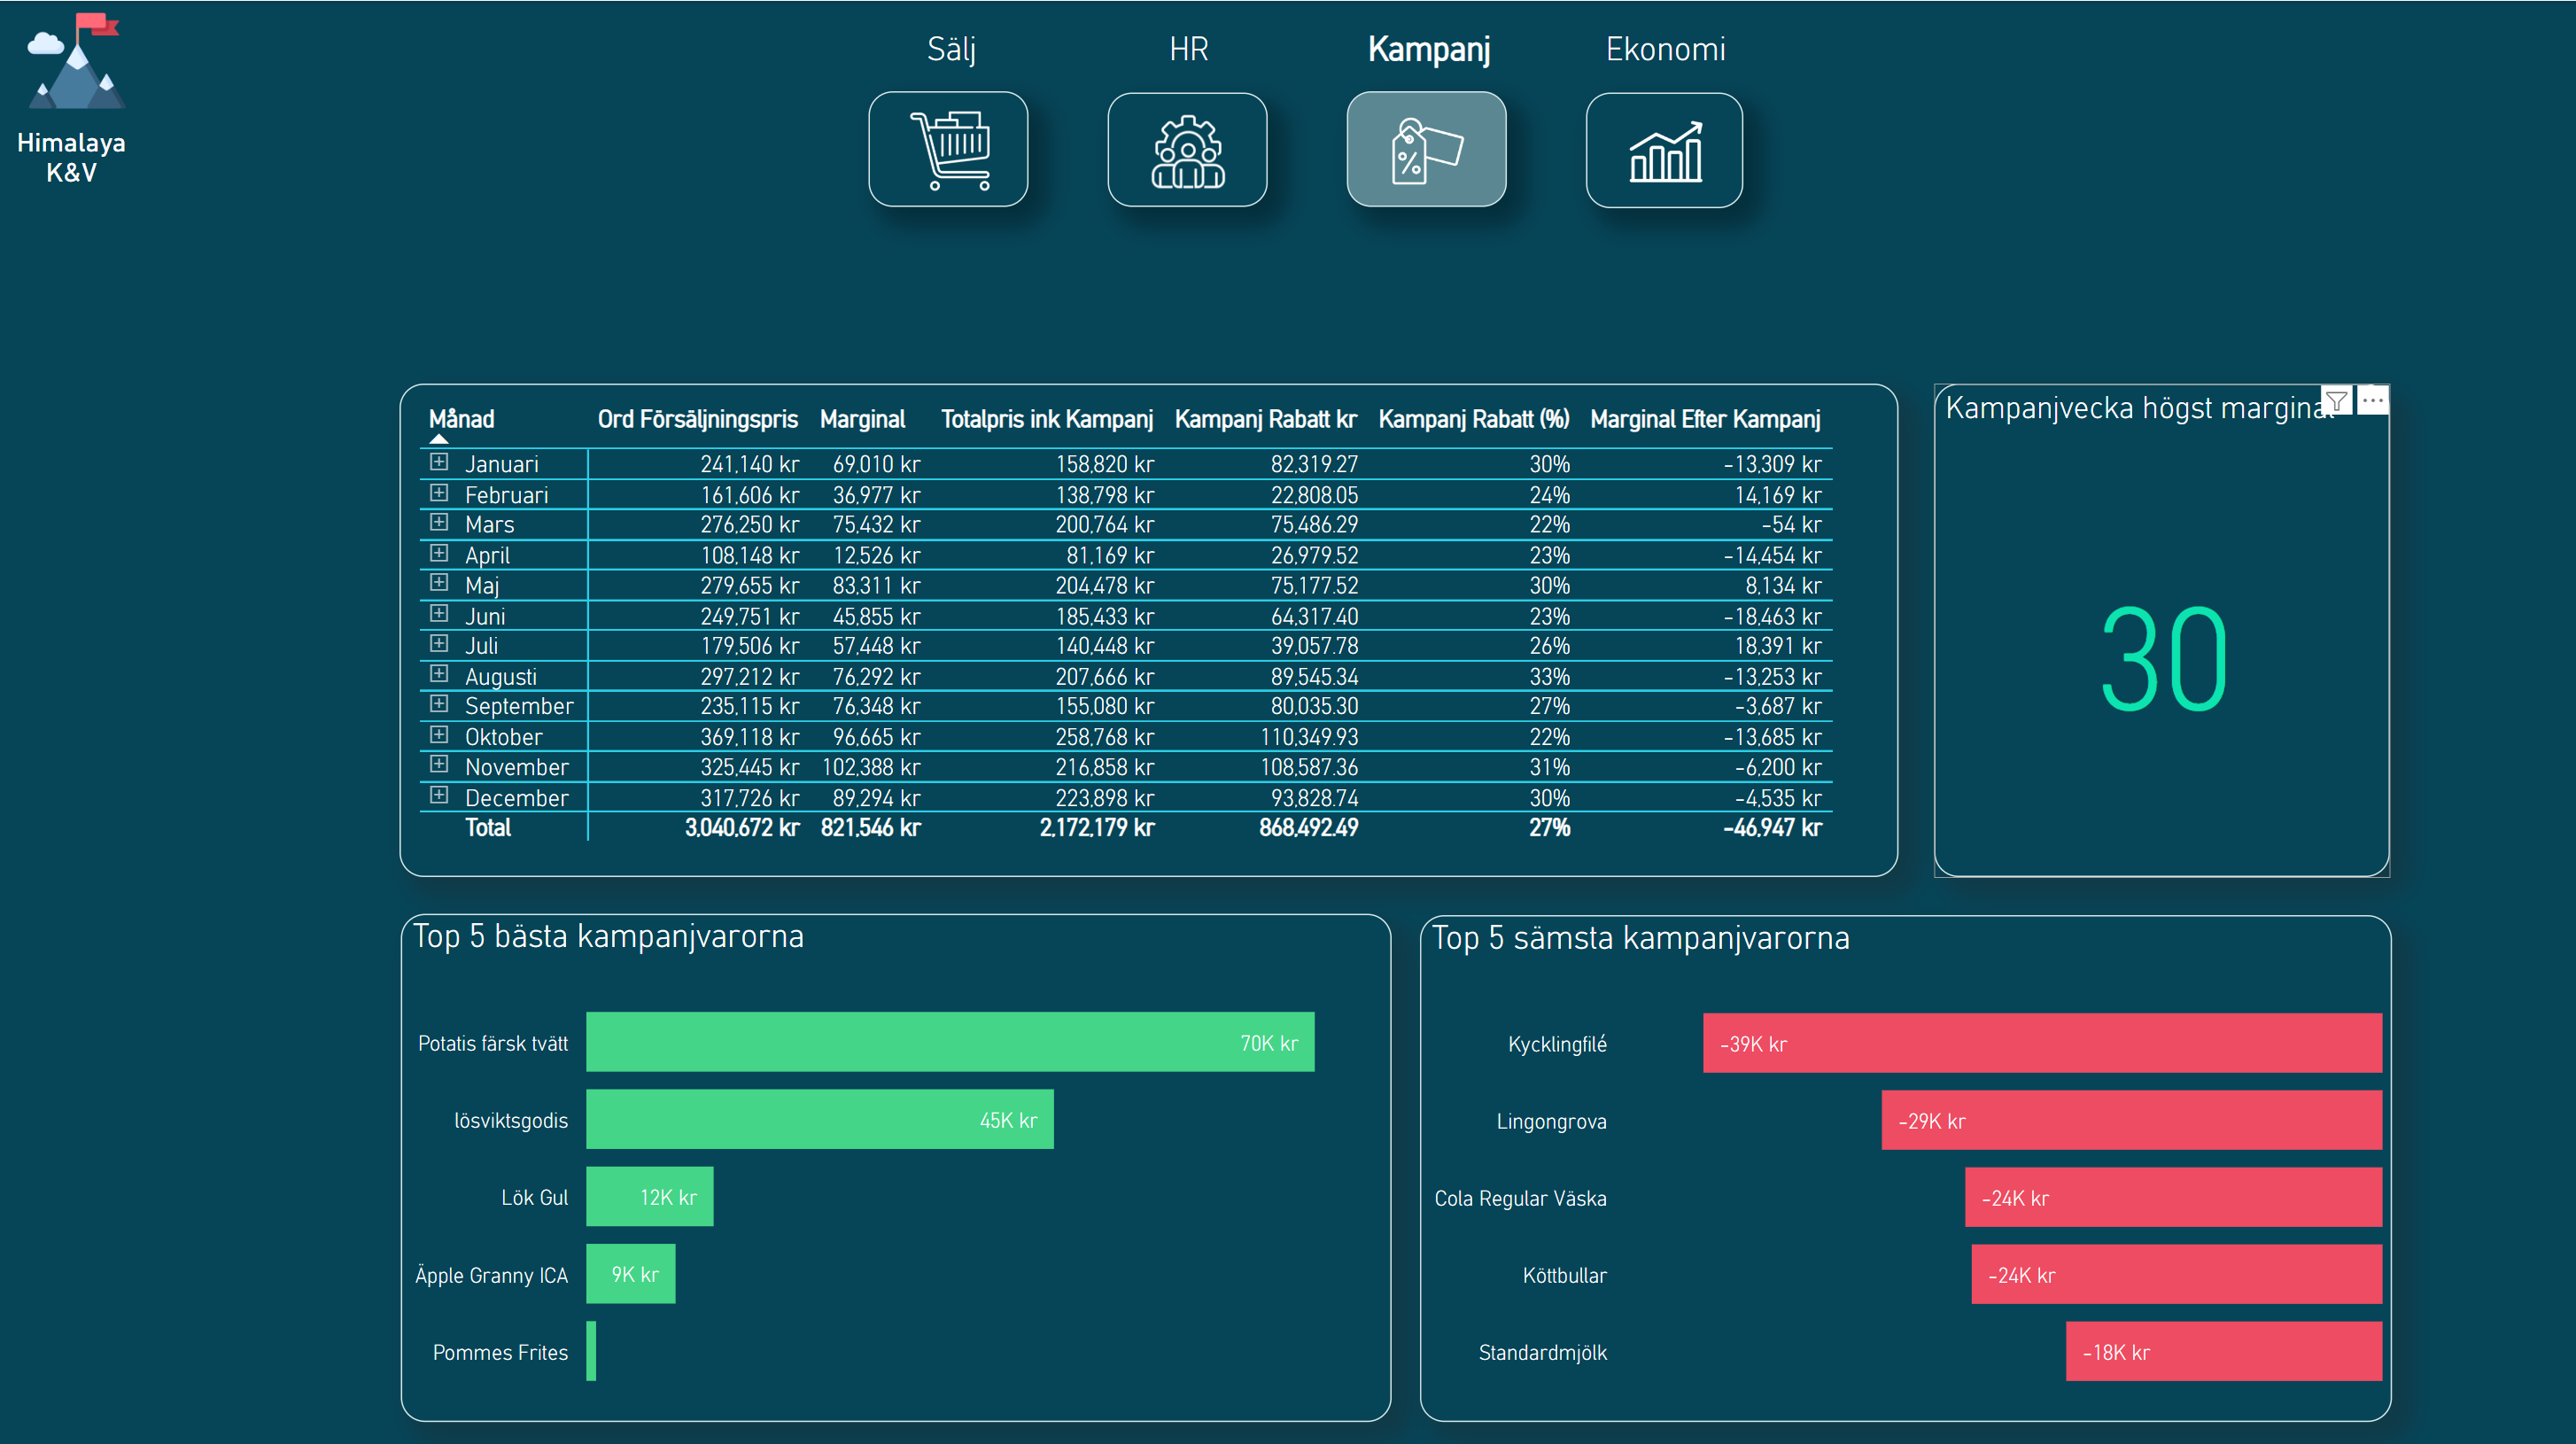 Himalaya
K&V
Sälj HR Kampanj Ekonomi
Månad Ord Försäljningspris Marginal Totalpris ink Kampanj Kampanj Rabatt kr Kampanj Rabatt (%) Marginal Efter Kampanj
Januari 241,140 kr 69,010 kr 158,820 kr 82,319.27 30% -13,309 kr
Februari 161,606 kr 36,977 kr 138,798 kr 22,808.05 24% 14,169 kr
Mars 276,250 kr 75,432 kr 200,764 kr 75,486.29 22% -54 kr
April 108,148 kr 12,526 kr 81,169 kr 26,979.52 23% -14,454 kr
Maj 279,655 kr 83,311 kr 204,478 kr 75,177.52 30% 8,134 kr
Juni 249,751 kr 45,855 kr 185,433 kr 64,317.40 23% -18,463 kr
Juli 179,506 kr 57,448 kr 140,448 kr 39,057.78 26% 18,391 kr
Augusti 297,212 kr 76,292 kr 207,666 kr 89,545.34 33% -13,253 kr
September 235,115 kr 76,348 kr 155,080 kr 80,035.30 27% -3,687 kr
Oktober 369,118 kr 96,665 kr 258,768 kr 110,349.93 22% -13,685 kr
November 325,445 kr 102,388 kr 216,858 kr 108,587.36 31% -6,200 kr
December 317,726 kr 89,294 kr 223,898 kr 93,828.74 30% -4,535 kr
Total 3,040,672 kr 821,546 kr 2,172,179 kr 868,492.49 27% -46,947 kr
Kampanjvecka högst marginal
30
Top 5 bästa kampanjvarorna
Potatis färsk tvätt 70K kr
lösviktsgodis 45K kr
Lök Gul 12K kr
Äpple Granny ICA 9K kr
Pommes Frites
Top 5 sämsta kampanjvarorna
Kycklingfilé -39K kr
Lingongrova -29K kr
Cola Regular Väska -24K kr
Köttbullar -24K kr
Standardmjölk -18K kr